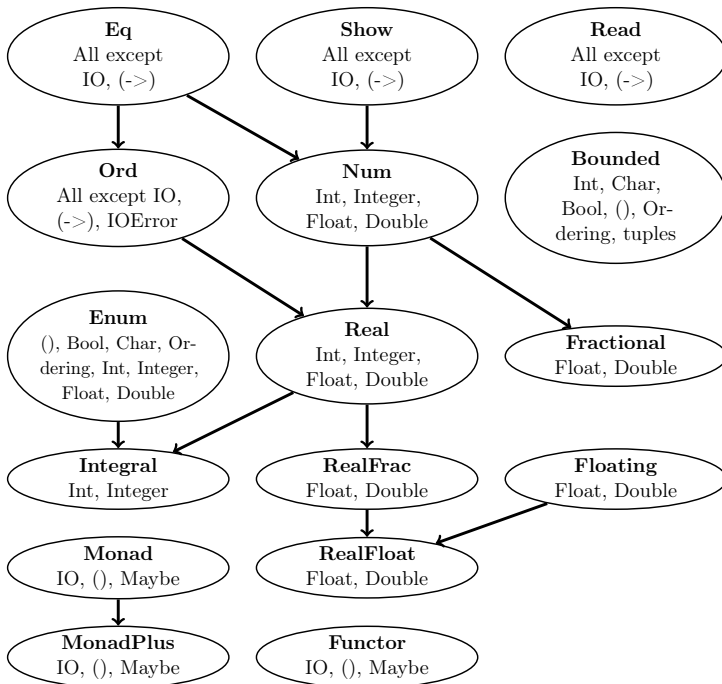 Eq
All except
IO, (->)
Show
All except
IO, (->)
Read
All except
IO, (->)
Ord
All except IO,
(->), IOError
Num
Int, Integer,
Float, Double
Bounded
Int, Char,
Bool, (), Or-
dering, tuples
Enum
(), Bool, Char, Or-
dering, Int, Integer,
Float, Double
Real
Int, Integer,
Float, Double
Fractional
Float, Double
Integral
Int, Integer
RealFrac
Float, Double
Floating
Float, Double
Monad
IO, (), Maybe
RealFloat
Float, Double
MonadPlus
IO, (), Maybe
Functor
IO, (), Maybe